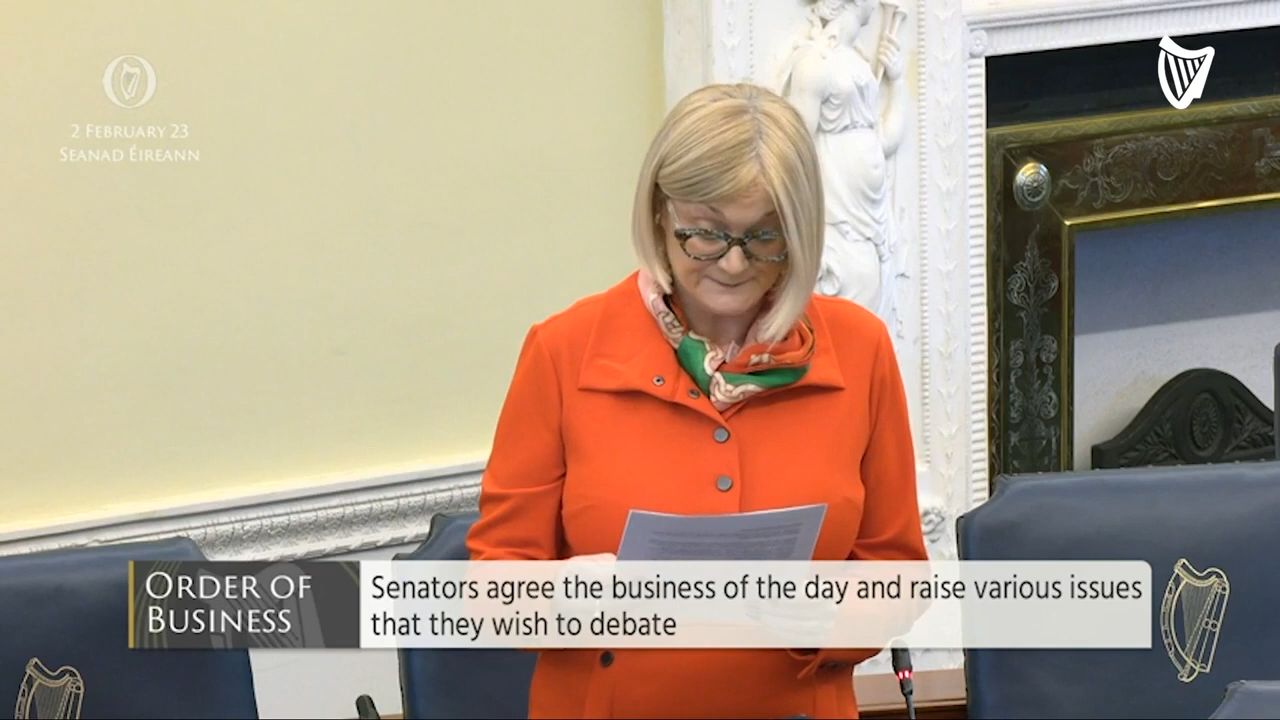 2 February 23
Seanad Éireann
Order of
Business
Senators agree the business of the day and raise various issues
that they wish to debate